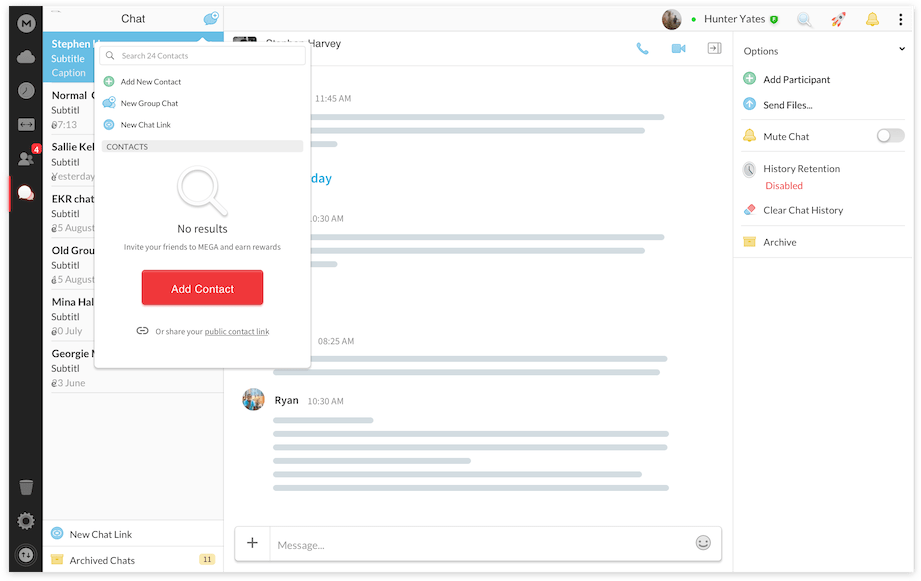 M
Chat
Hunter Yates
4
Stephen H
Subtitle
Caption
Normal
Subtitl
07:13
Sallie Kel
Subtitl
Yesterday
EKR chat
Subtitl
25 August
Old Grou
Subtitl
15 August
Mina Hal
Subtitl
30 July
Georgie M
Subtitl
23 June
New Chat Link
Archived Chats
11
Search 24 Contacts
Add New Contact
New Group Chat
New Chat Link
CONTACTS
No results
Invite your friends to MEGA and earn rewards
Add Contact
Or share your public contact link
Stephen Harvey
11:45 AM
day
10:30 AM
08:25 AM
Ryan 10:30 AM
Message...
Options
Add Participant
Send Files...
Mute Chat
History Retention
Disabled
Clear Chat History
Archive